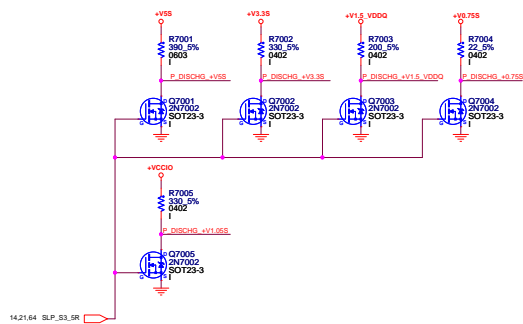 +V5S +V3.3S +V1.5_VDDQ +V0.75S
R7001 R7002 R7003 R7004
390_5% 330_5% 200_5% 22_5%
0603 0402 0402 0402
I I I I
P_DISCHG_+V5S P_DISCHG_+V3.3S P_DISCHG_+V1.5_VDDQ P_DISCHG_+0.75S
Q7001 Q7002 Q7003 Q7004
D 2N7002 D 2N7002 D 2N7002 D 2N7002
SOT23-3 SOT23-3 SOT23-3 SOT23-3
G S I G S I G S I G S I
+VCCIO
R7005
330_5%
0402
I
P_DISCHG_+V1.05S
Q7005
D 2N7002
SOT23-3
G S I
14,21,64 SLP_S3_5R